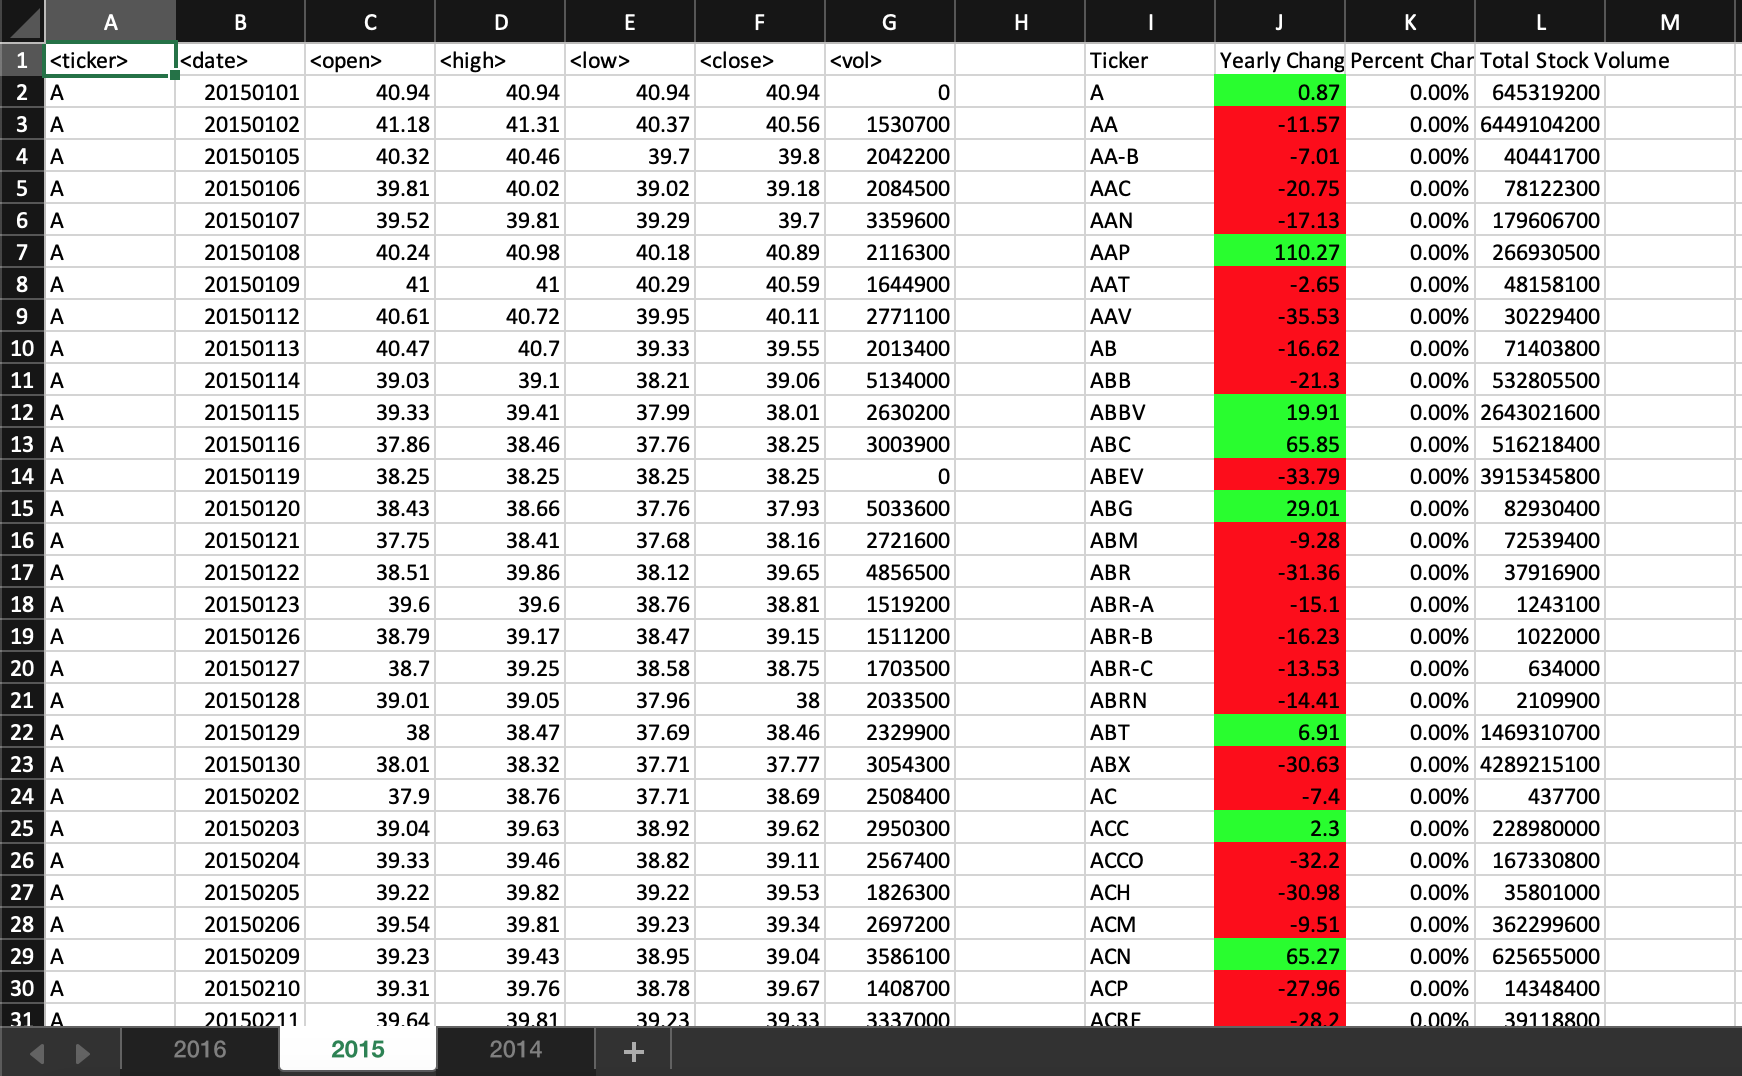 A B C D E F G H I J K L M
1 <ticker> <date> <open> <high> <low> <close> <vol> Ticker Yearly Chang Percent Char Total Stock Volume
2 A 20150101 40.94 40.94 40.94 40.94 0 A 0.87 0.00% 645319200
3 A 20150102 41.18 41.31 40.37 40.56 1530700 AA -11.57 0.00% 6449104200
4 A 20150105 40.32 40.46 39.7 39.8 2042200 AA-B -7.01 0.00% 40441700
5 A 20150106 39.81 40.02 39.02 39.18 2084500 AAC -20.75 0.00% 78122300
6 A 20150107 39.52 39.81 39.29 39.7 3359600 AAN -17.13 0.00% 179606700
7 A 20150108 40.24 40.98 40.18 40.89 2116300 AAP 110.27 0.00% 266930500
8 A 20150109 41 41 40.29 40.59 1644900 AAT -2.65 0.00% 48158100
9 A 20150112 40.61 40.72 39.95 40.11 2771100 AAV -35.53 0.00% 30229400
10 A 20150113 40.47 40.7 39.33 39.55 2013400 AB -16.62 0.00% 71403800
11 A 20150114 39.03 39.1 38.21 39.06 5134000 ABB -21.3 0.00% 532805500
12 A 20150115 39.33 39.41 37.99 38.01 2630200 ABBV 19.91 0.00% 2643021600
13 A 20150116 37.86 38.46 37.76 38.25 3003900 ABC 65.85 0.00% 516218400
14 A 20150119 38.25 38.25 38.25 38.25 0 ABEV -33.79 0.00% 3915345800
15 A 20150120 38.43 38.66 37.76 37.93 5033600 ABG 29.01 0.00% 82930400
16 A 20150121 37.75 38.41 37.68 38.16 2721600 ABM -9.28 0.00% 72539400
17 A 20150122 38.51 39.86 38.12 39.65 4856500 ABR -31.36 0.00% 37916900
18 A 20150123 39.6 39.6 38.76 38.81 1519200 ABR-A -15.1 0.00% 1243100
19 A 20150126 38.79 39.17 38.47 39.15 1511200 ABR-B -16.23 0.00% 1022000
20 A 20150127 38.7 39.25 38.58 38.75 1703500 ABR-C -13.53 0.00% 634000
21 A 20150128 39.01 39.05 37.96 38 2033500 ABRN -14.41 0.00% 2109900
22 A 20150129 38 38.47 37.69 38.46 2329900 ABT 6.91 0.00% 1469310700
23 A 20150130 38.01 38.32 37.71 37.77 3054300 ABX -30.63 0.00% 4289215100
24 A 20150202 37.9 38.76 37.71 38.69 2508400 AC -7.4 0.00% 437700
25 A 20150203 39.04 39.63 38.92 39.62 2950300 ACC 2.3 0.00% 228980000
26 A 20150204 39.33 39.46 38.82 39.11 2567400 ACCO -32.2 0.00% 167330800
27 A 20150205 39.22 39.82 39.22 39.53 1826300 ACH -30.98 0.00% 35801000
28 A 20150206 39.54 39.81 39.23 39.34 2697200 ACM -9.51 0.00% 362299600
29 A 20150209 39.23 39.43 38.95 39.04 3586100 ACN 65.27 0.00% 625655000
30 A 20150210 39.31 39.76 38.78 39.67 1408700 ACP -27.96 0.00% 14348400
31 A 20150211 39.64 39.81 39.23 39.33 3337000 ACRE -28.2 0.00% 39118800
2016 2015 2014 +